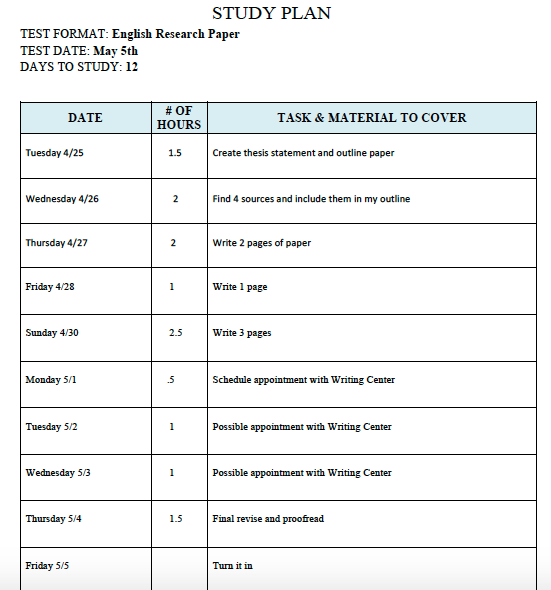 STUDY PLAN
TEST FORMAT: English Research Paper
TEST DATE: May 5th
DAYS TO STUDY: 12
DATE # OF HOURS TASK & MATERIAL TO COVER
Tuesday 4/25 1.5 Create thesis statement and outline paper
Wednesday 4/26 2 Find 4 sources and include them in my outline
Thursday 4/27 2 Write 2 pages of paper
Friday 4/28 1 Write 1 page
Sunday 4/30 2.5 Write 3 pages
Monday 5/1 .5 Schedule appointment with Writing Center
Tuesday 5/2 1 Possible appointment with Writing Center
Wednesday 5/3 1 Possible appointment with Writing Center
Thursday 5/4 1.5 Final revise and proofread
Friday 5/5 Turn it in